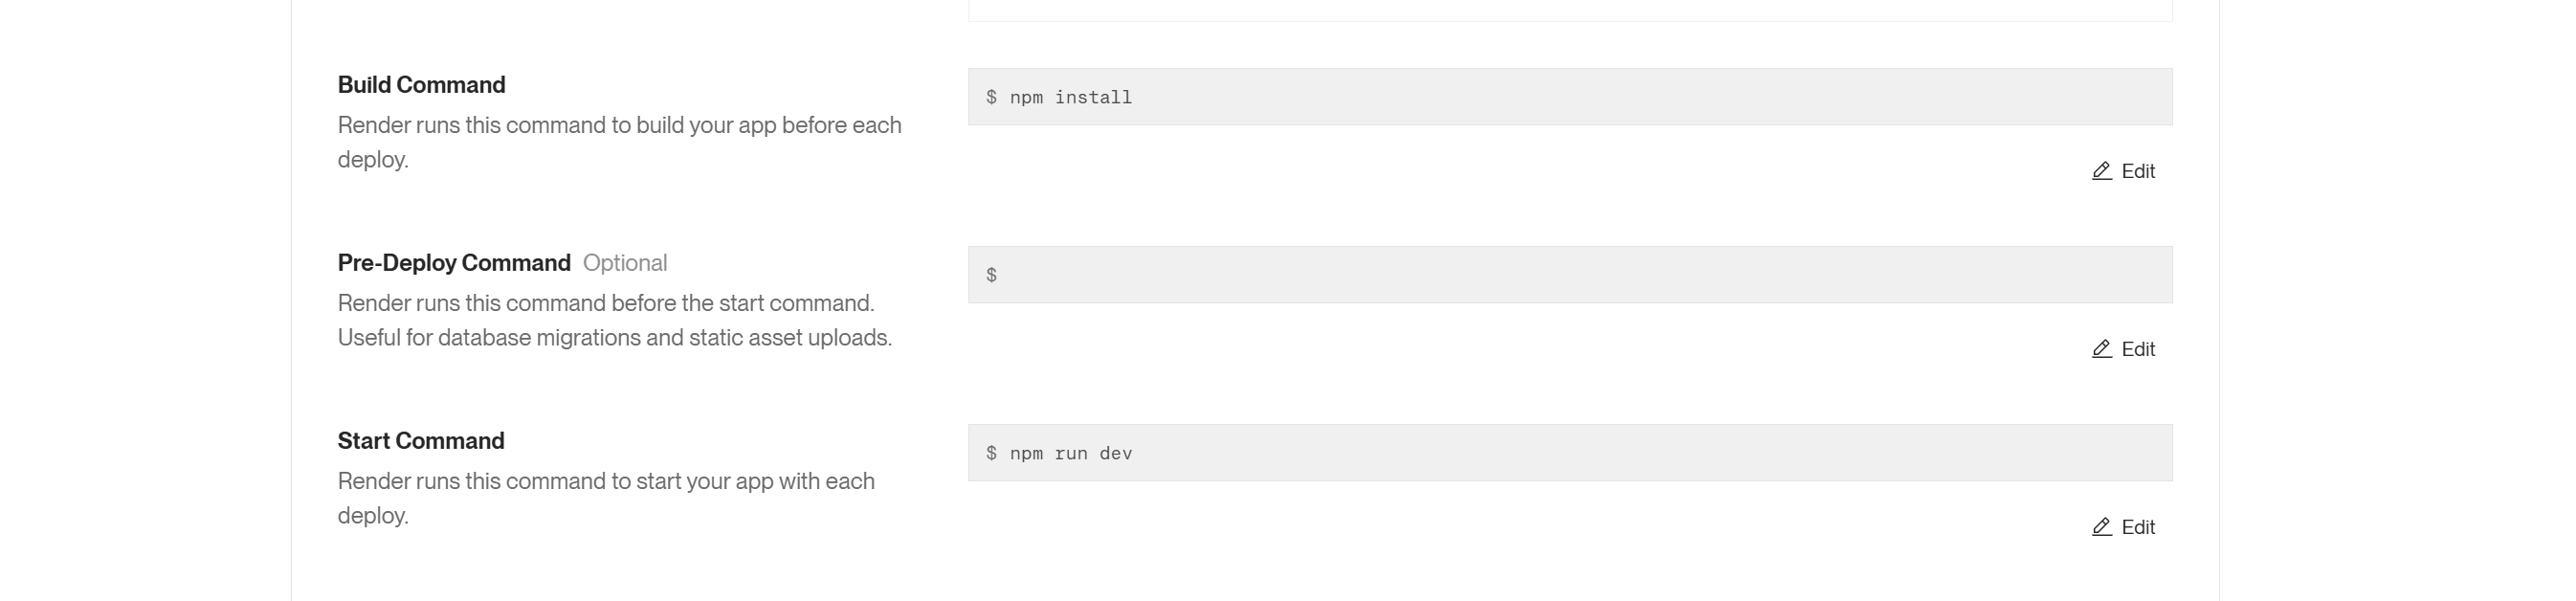 Build Command
Render runs this command to build your app before each
deploy.
$ npm install
Edit
Pre-Deploy Command Optional
Render runs this command before the start command.
Useful for database migrations and static asset uploads.
$
Edit
Start Command
Render runs this command to start your app with each
deploy.
$ npm run dev
Edit